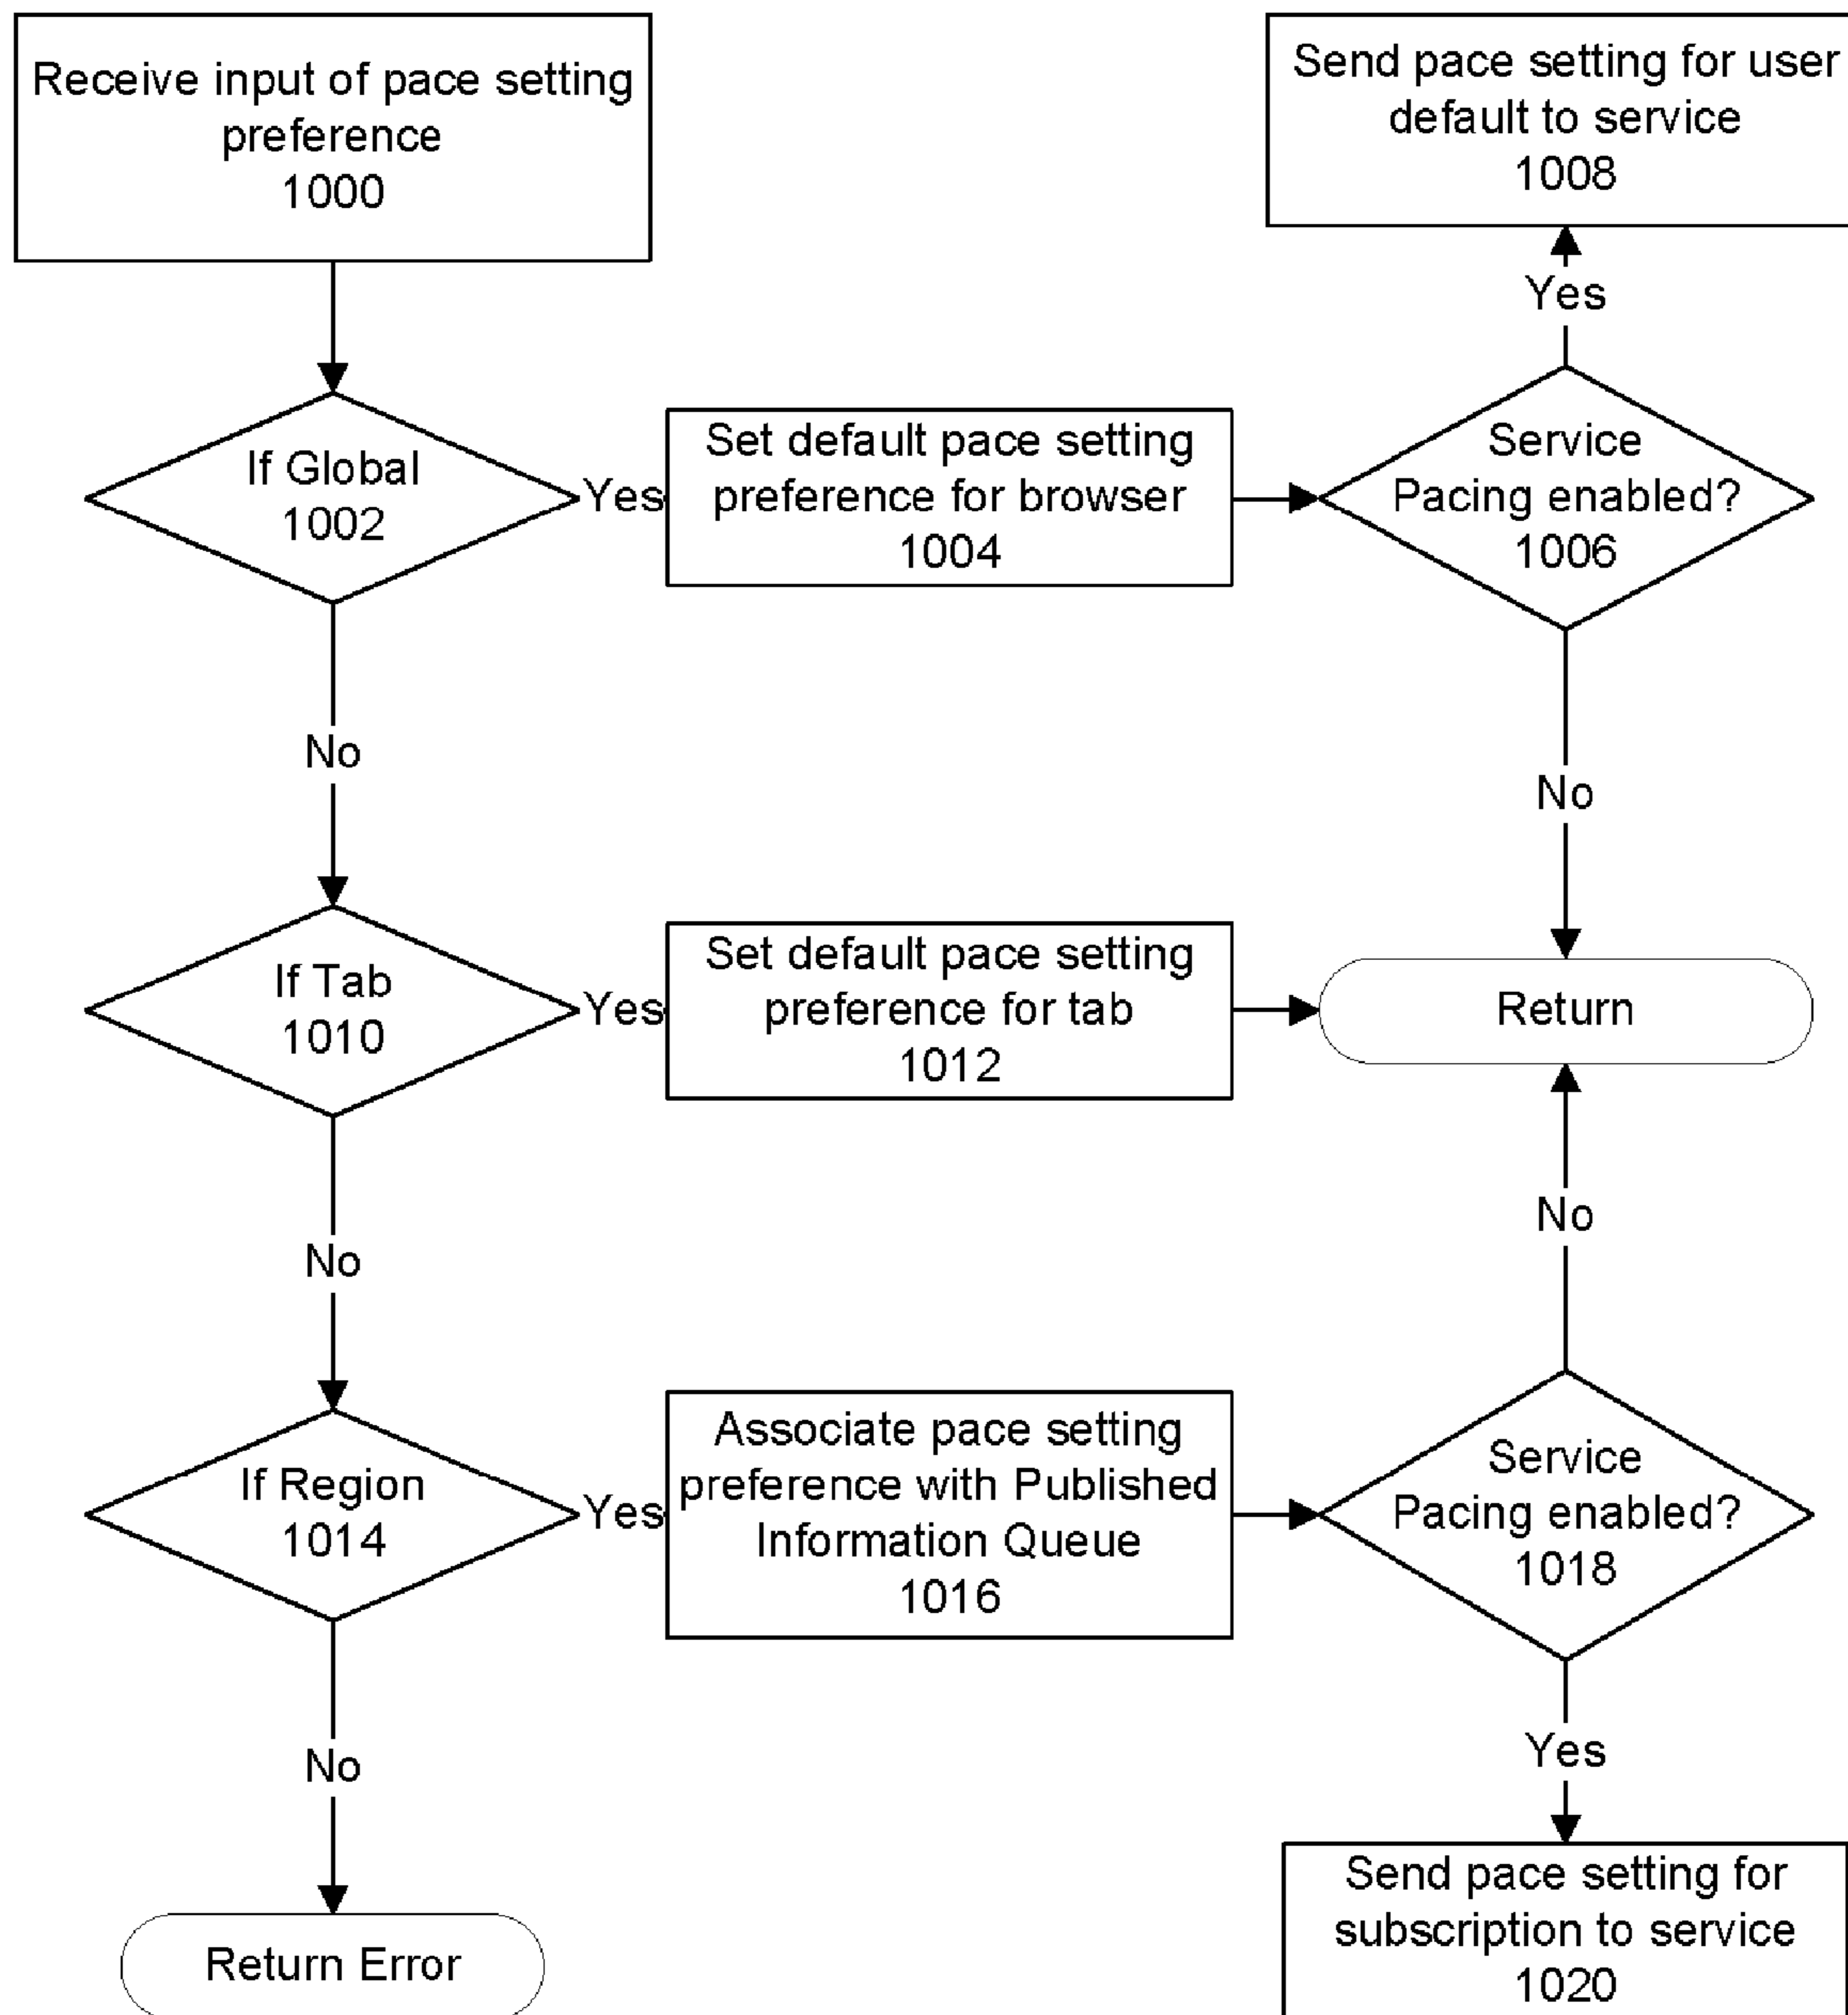 Receive input of pace setting
preference
1000
Send pace setting for user
default to service
1008
Yes
If Global
1002
Yes
Set default pace setting
preference for browser
1004
Service
Pacing enabled?
1006
No
No
If Tab
1010
Yes
Set default pace setting
preference for tab
1012
Return
No
No
If Region
1014
Yes
Associate pace setting
preference with Published
Information Queue
1016
Service
Pacing enabled?
1018
No
Yes
Return Error
Send pace setting for
subscription to service
1020